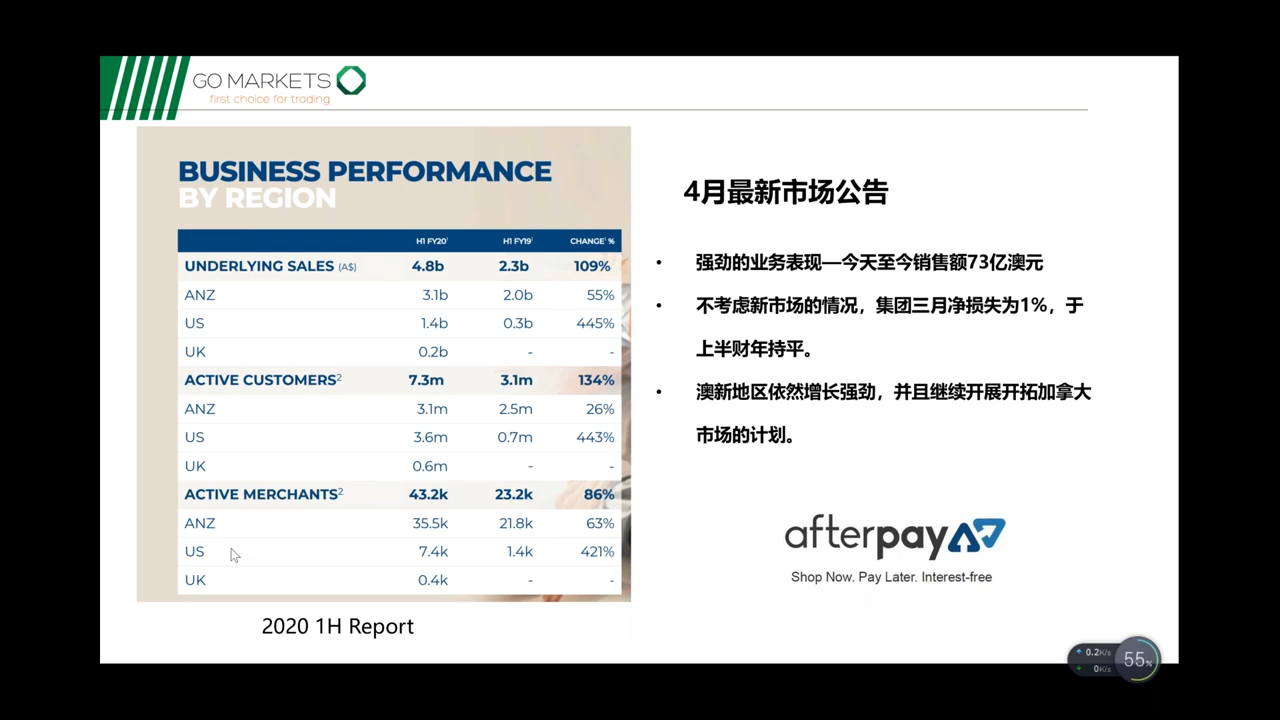 GO MARKETS
first choice for trading
BUSINESS PERFORMANCE
BY REGION
H1 FY20¹ H1 FY19¹ CHANGE¹ %
UNDERLYING SALES (A$) 4.8b 2.3b 109%
ANZ 3.1b 2.0b 55%
US 1.4b 0.3b 445%
UK 0.2b - -
ACTIVE CUSTOMERS² 7.3m 3.1m 134%
ANZ 3.1m 2.5m 26%
US 3.6m 0.7m 443%
UK 0.6m - -
ACTIVE MERCHANTS² 43.2k 23.2k 86%
ANZ 35.5k 21.8k 63%
US 7.4k 1.4k 421%
UK 0.4k - -
2020 1H Report
4月最新市场公告
• 强劲的业务表现—今天至今销售额73亿澳元
• 不考虑新市场的情况，集团三月净损失为1%，于
上半财年持平。
• 澳新地区依然增长强劲，并且继续开展开拓加拿大
市场的计划。
afterpay
Shop Now. Pay Later. Interest-free
0.2K/s
0K/s
55%